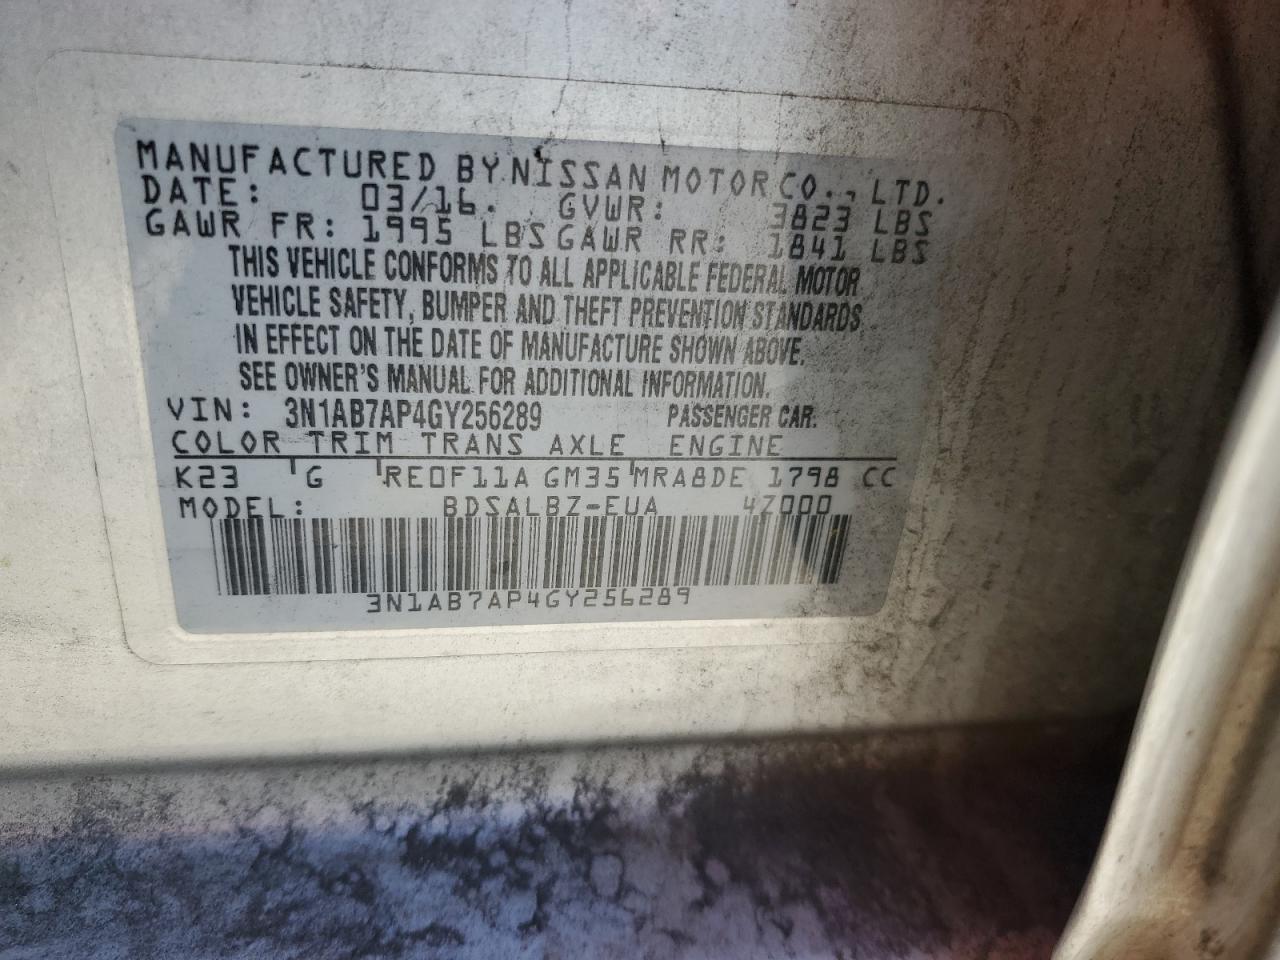 MANUFACTURED BY NISSAN MOTOR CO., LTD.
DATE: 03/16. GVWR: 3823 LBS
GAWR FR: 1995 LBS GAWR RR: 1841 LBS
THIS VEHICLE CONFORMS TO ALL APPLICABLE FEDERAL MOTOR
VEHICLE SAFETY, BUMPER AND THEFT PREVENTION STANDARDS
IN EFFECT ON THE DATE OF MANUFACTURE SHOWN ABOVE.
SEE OWNER'S MANUAL FOR ADDITIONAL INFORMATION.
VIN: 3N1AB7AP4GY256289 PASSENGER CAR.
COLOR TRIM TRANS AXLE ENGINE
K23 G RE0F11A GM35 MRA8DE 1798 CC
MODEL: BDSALBZ-EUA 4Z000
3N1AB7AP4GY256289